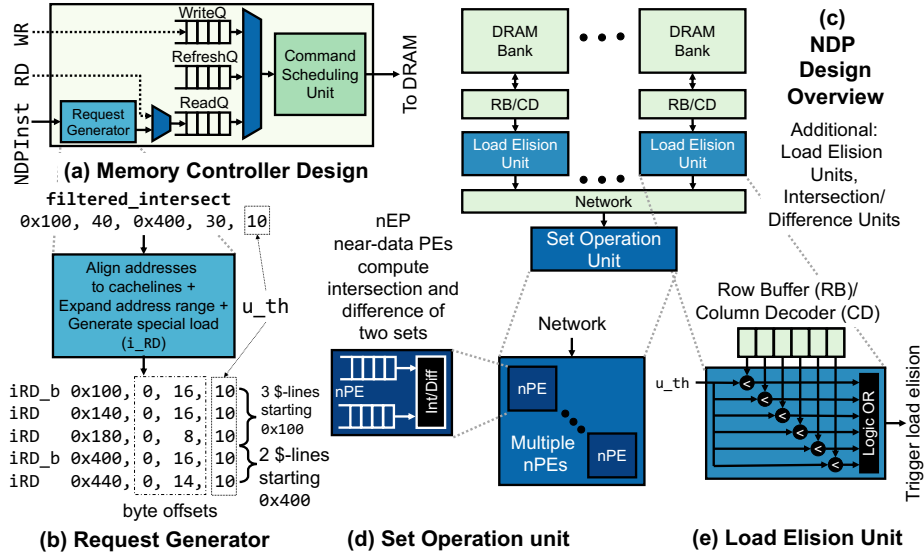 WR
RD
NDPInst
WriteQ
RefreshQ
ReadQ
Request
Generator
Command
Scheduling
Unit
To DRAM
(a) Memory Controller Design
filtered_intersect
0x100, 40, 0x400, 30, 10
Align addresses
to cachelines +
Expand address range +
Generate special load
(i_RD)
u_th
iRD_b 0x100, 0, 16, 10
iRD 0x140, 0, 16, 10
iRD 0x180, 0, 8, 10
iRD_b 0x400, 0, 16, 10
iRD 0x440, 0, 14, 10
3 $-lines
starting
0x100
2 $-lines
starting
0x400
byte offsets
(b) Request Generator
DRAM
Bank
DRAM
Bank
RB/CD
RB/CD
Load Elision
Unit
Load Elision
Unit
Network
Set Operation
Unit
(c)
NDP
Design
Overview
Additional:
Load Elision
Units,
Intersection/
Difference Units
nEP
near-data PEs
compute
intersection and
difference of
two sets
nPE
Int/Diff
Network
nPE
Multiple
nPEs
nPE
(d) Set Operation unit
Row Buffer (RB)/
Column Decoder (CD)
u_th
<
<
<
<
<
<
Logic OR
Trigger load elision
(e) Load Elision Unit